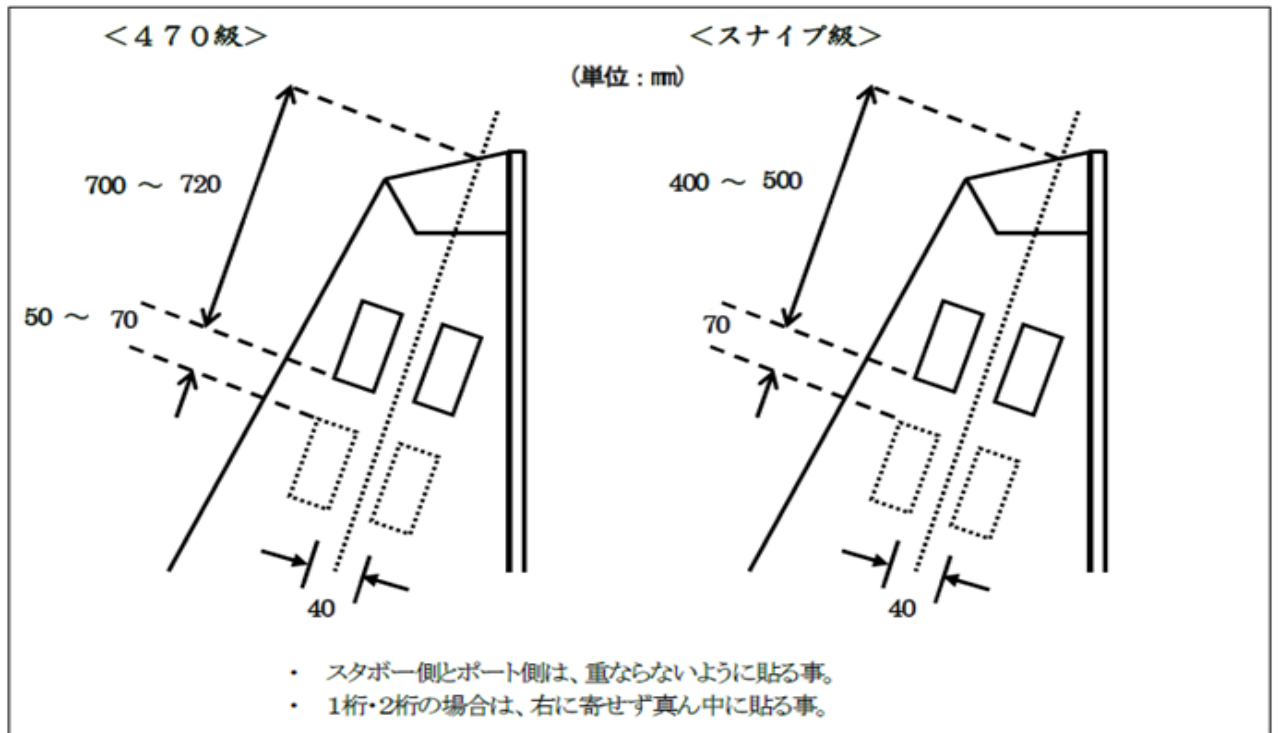 ＜４７０級＞
＜スナイプ級＞
(単位：㎜)
700 ～ 720
400 ～ 500
50 ～ 70
70
40
40
・ スタボー側とポート側は、重ならないように貼る事。
・ 1桁・2桁の場合は、右に寄せず真ん中に貼る事。